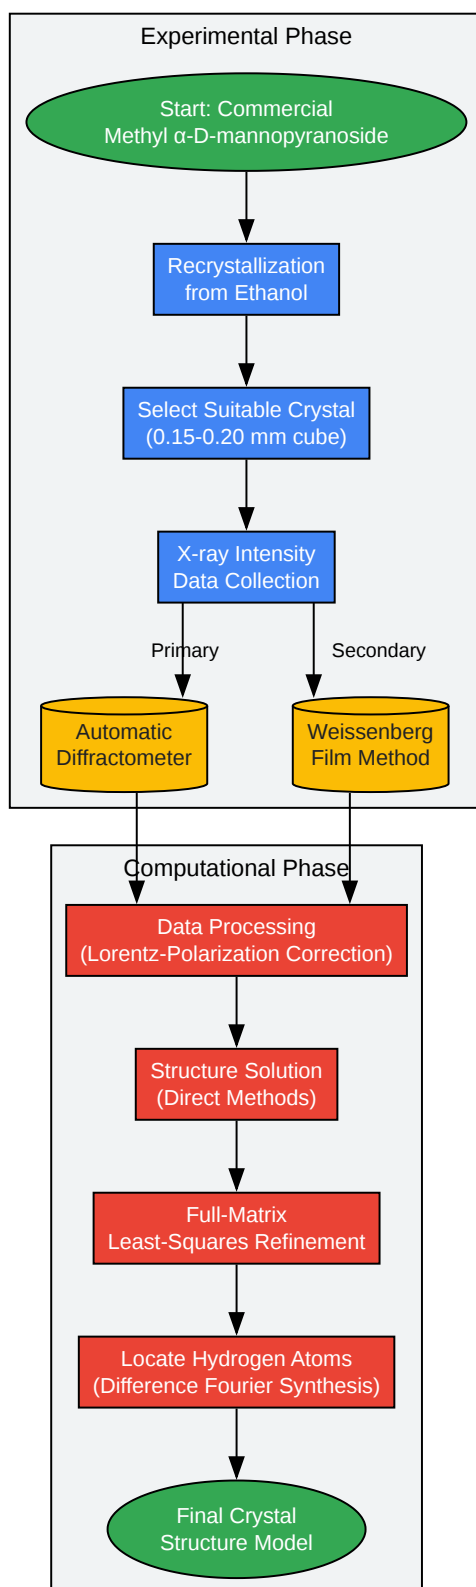 Experimental Phase
Start: Commercial
Methyl α-D-mannopyranoside
Recrystallization
from Ethanol
Select Suitable Crystal
(0.15-0.20 mm cube)
X-ray Intensity
Data Collection
Primary
Secondary
Automatic
Diffractometer
Weissenberg
Film Method
Computational Phase
Data Processing
(Lorentz-Polarization Correction)
Structure Solution
(Direct Methods)
Full-Matrix
Least-Squares Refinement
Locate Hydrogen Atoms
(Difference Fourier Synthesis)
Final Crystal
Structure Model